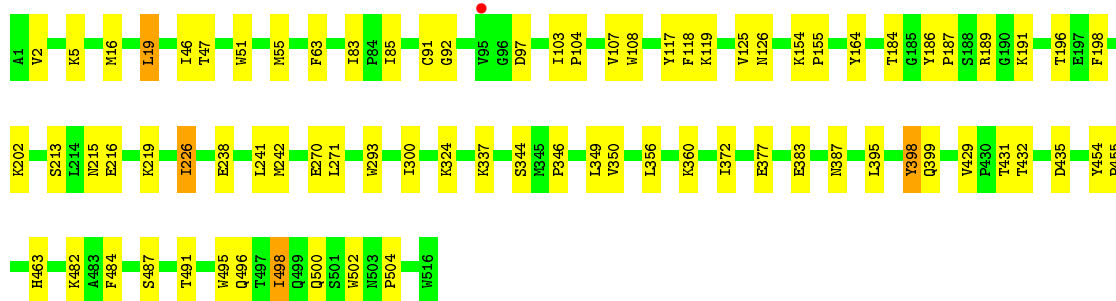 A1 V2 K5 M16 L19 I46 T47 W51 M55 F63 I83 P84 I85 C91 G92 V95 G96 D97 I103 P104 V107 W108 Y117 F118 K119 V125 N126 K154 P155 Y164 T184 G185 Y186 P187 S188 R189 G190 K191 T196 E197 F198
K202 S213 L214 N215 E216 K219 I226 E238 L241 M242 E270 L271 W293 I300 K324 K337 S344 M345 P346 L349 V350 L356 K360 I372 E377 E383 N387 L395 Y398 Q399 V429 P430 T431 T432 D435 Y454
H463 K482 A483 F484 S487 T491 W495 Q496 T497 I498 Q499 Q500 S501 W502 N503 P504 W516